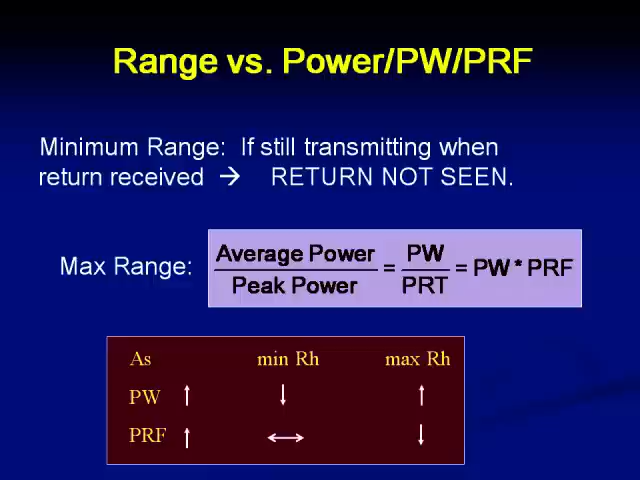 Range vs. Power/PW/PRF
Minimum Range: If still transmitting when
return received → RETURN NOT SEEN.
Max Range: Average Power / Peak Power = PW / PRT = PW * PRF
As min Rh max Rh
PW ↑ ↓ ↑
PRF ↑ ↔ ↓